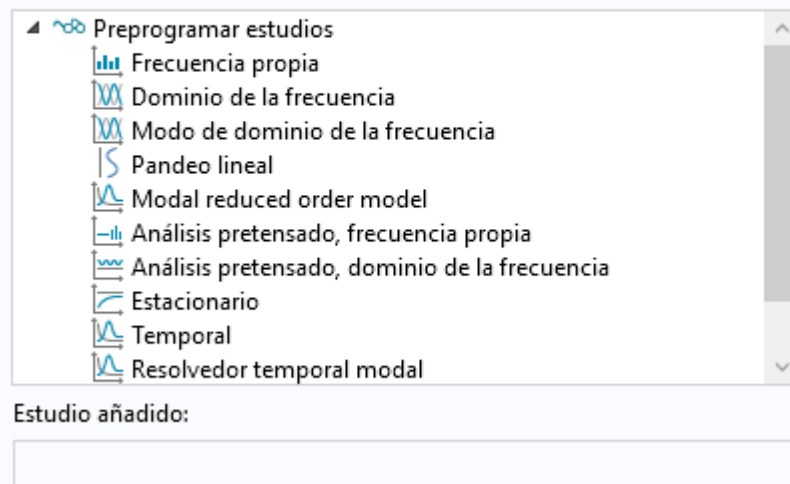 Preprogramar estudios
Frecuencia propia
Dominio de la frecuencia
Modo de dominio de la frecuencia
Pandeo lineal
Modal reduced order model
Análisis pretensado, frecuencia propia
Análisis pretensado, dominio de la frecuencia
Estacionario
Temporal
Resolvedor temporal modal
Estudio añadido: